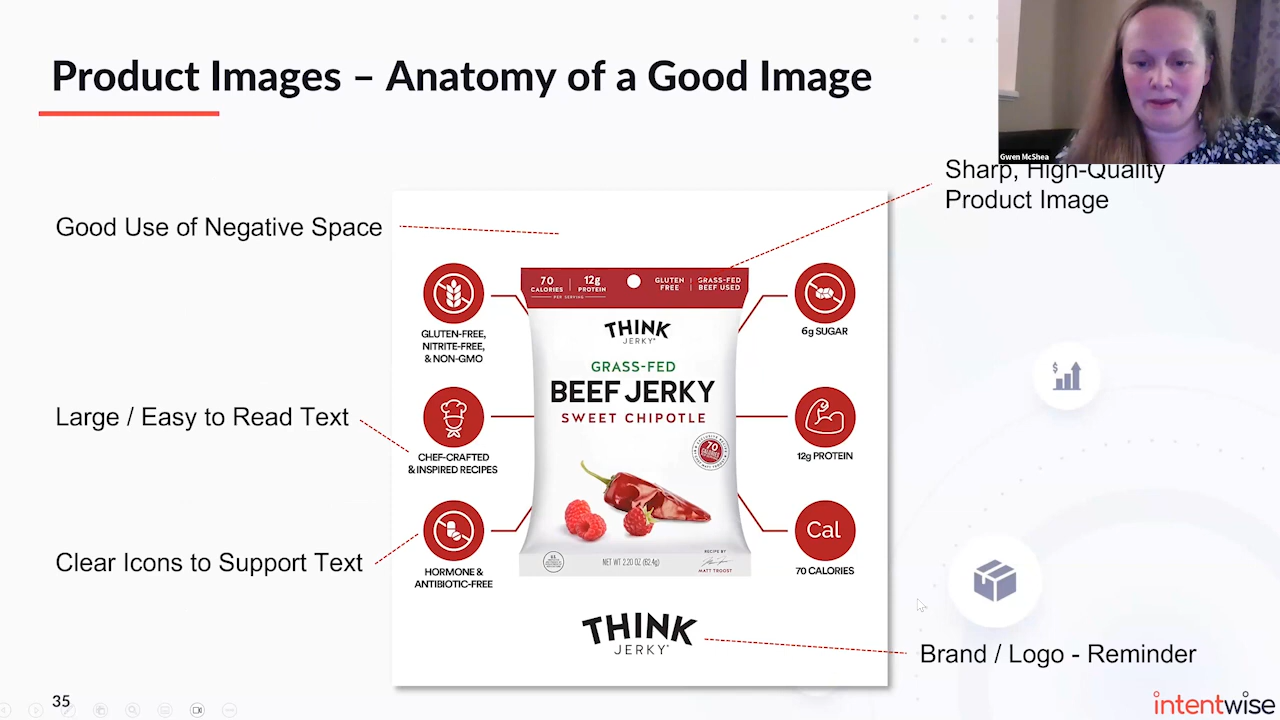 Product Images – Anatomy of a Good Image
Gwen McShea
Sharp, High-Quality
Product Image
Good Use of Negative Space
Large / Easy to Read Text
Clear Icons to Support Text
GLUTEN-FREE,
NITRITE-FREE,
& NON-GMO
CHEF-CRAFTED
& INSPIRED RECIPES
HORMONE &
ANTIBIOTIC-FREE
70
CALORIES
12g
PROTEIN
PER SERVING
GLUTEN
FREE
GRASS-FED
BEEF USED
THINK
JERKY
GRASS-FED
BEEF JERKY
SWEET CHIPOTLE
70
NET WT 2.20 OZ (62.4g)
RECIPE BY
MATT TROOST
6g SUGAR
12g PROTEIN
Cal
70 CALORIES
THINK
JERKY
Brand / Logo - Reminder
35
$
intentwise